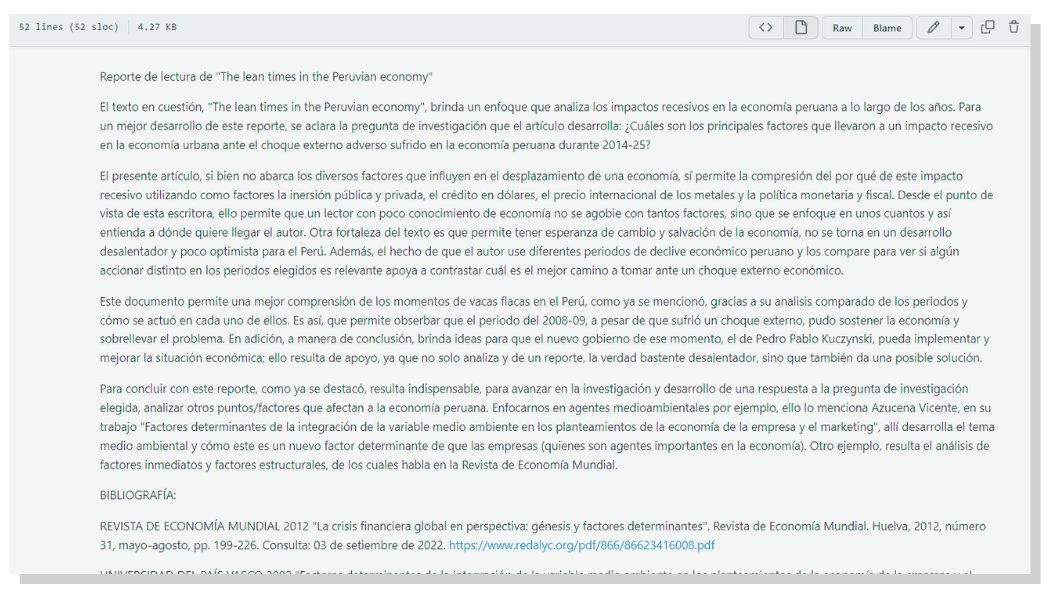 52 lines (52 sloc) 4.27 KB
Raw Blame
Reporte de lectura de "The lean times in the Peruvian economy"
El texto en cuestión, "The lean times in the Peruvian economy", brinda un enfoque que analiza los impactos recesivos en la economía peruana a lo largo de los años. Para
un mejor desarrollo de este reporte, se aclara la pregunta de investigación que el artículo desarrolla: ¿Cuáles son los principales factores que llevaron a un impacto recesivo
en la economía urbana ante el choque externo adverso sufrido en la economía peruana durante 2014-25?
El presente artículo, si bien no abarca los diversos factores que influyen en el desplazamiento de una economía, sí permite la compresión del por qué de este impacto
recesivo utilizando como factores la inersión pública y privada, el crédito en dólares, el precio internacional de los metales y la política monetaria y fiscal. Desde el punto de
vista de esta escritora, ello permite que un lector con poco conocimiento de economía no se agobie con tantos factores, sino que se enfoque en unos cuantos y así
entienda a dónde quiere llegar el autor. Otra fortaleza del texto es que permite tener esperanza de cambio y salvación de la economía, no se torna en un desarrollo
desalentador y poco optimista para el Perú. Además, el hecho de que el autor use diferentes periodos de declive económico peruano y los compare para ver si algún
accionar distinto en los periodos elegidos es relevante apoya a contrastar cuál es el mejor camino a tomar ante un choque externo económico.
Este documento permite una mejor comprensión de los momentos de vacas flacas en el Perú, como ya se mencionó, gracias a su analisis comparado de los periodos y
cómo se actuó en cada uno de ellos. Es así, que permite obserbar que el periodo del 2008-09, a pesar de que sufrió un choque externo, pudo sostener la economía y
sobrellevar el problema. En adición, a manera de conclusión, brinda ideas para que el nuevo gobierno de ese momento, el de Pedro Pablo Kuczynski, pueda implementar y
mejorar la situación económica; ello resulta de apoyo, ya que no solo analiza y da un reporte, la verdad bastente desalentador, sino que también da una posible solución.
Para concluir con este reporte, como ya se destacó, resulta indispensable, para avanzar en la investigación y desarrollo de una respuesta a la pregunta de investigación
elegida, analizar otros puntos/factores que afectan a la economía peruana. Enfocarnos en agentes medioambientales por ejemplo, ello lo menciona Azucena Vicente, en su
trabajo "Factores determinantes de la integración de la variable medio ambiente en los planteamientos de la economía de la empresa y el marketing", allí desarrolla el tema
medio ambiental y cómo este es un nuevo factor determinante de que las empresas (quienes son agentes importantes en la economía). Otro ejemplo, resulta el análisis de
factores inmediatos y factores estructurales, de los cuales habla en la Revista de Economía Mundial.
BIBLIOGRAFÍA:
REVISTA DE ECONOMÍA MUNDIAL 2012 "La crisis financiera global en perspectiva: génesis y factores determinantes". Revista de Economía Mundial. Huelva, 2012, número
31, mayo-agosto, pp. 199-226. Consulta: 03 de setiembre de 2022. https://www.redalyc.org/pdf/866/86623416008.pdf
UNIVERSIDAD DEL PAÍS VASCO 2002 "Factores determinantes de la integración de la variable medio ambiente en los planteamientos de la economía de la empresa y el